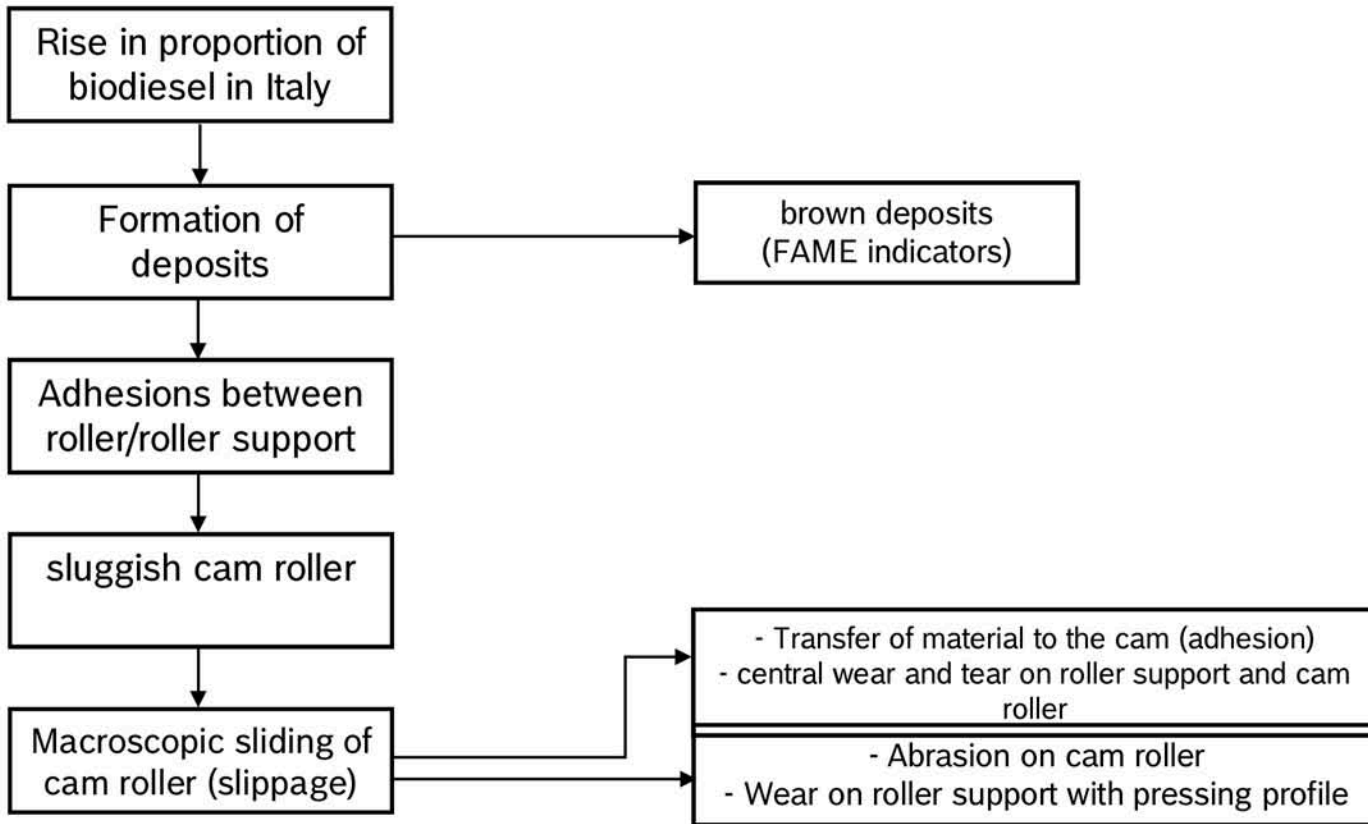 Rise in proportion of
biodiesel in Italy
Formation of
deposits
brown deposits
(FAME indicators)
Adhesions between
roller/roller support
sluggish cam roller
Macroscopic sliding of
cam roller (slippage)
- Transfer of material to the cam (adhesion)
- central wear and tear on roller support and cam
roller
- Abrasion on cam roller
- Wear on roller support with pressing profile